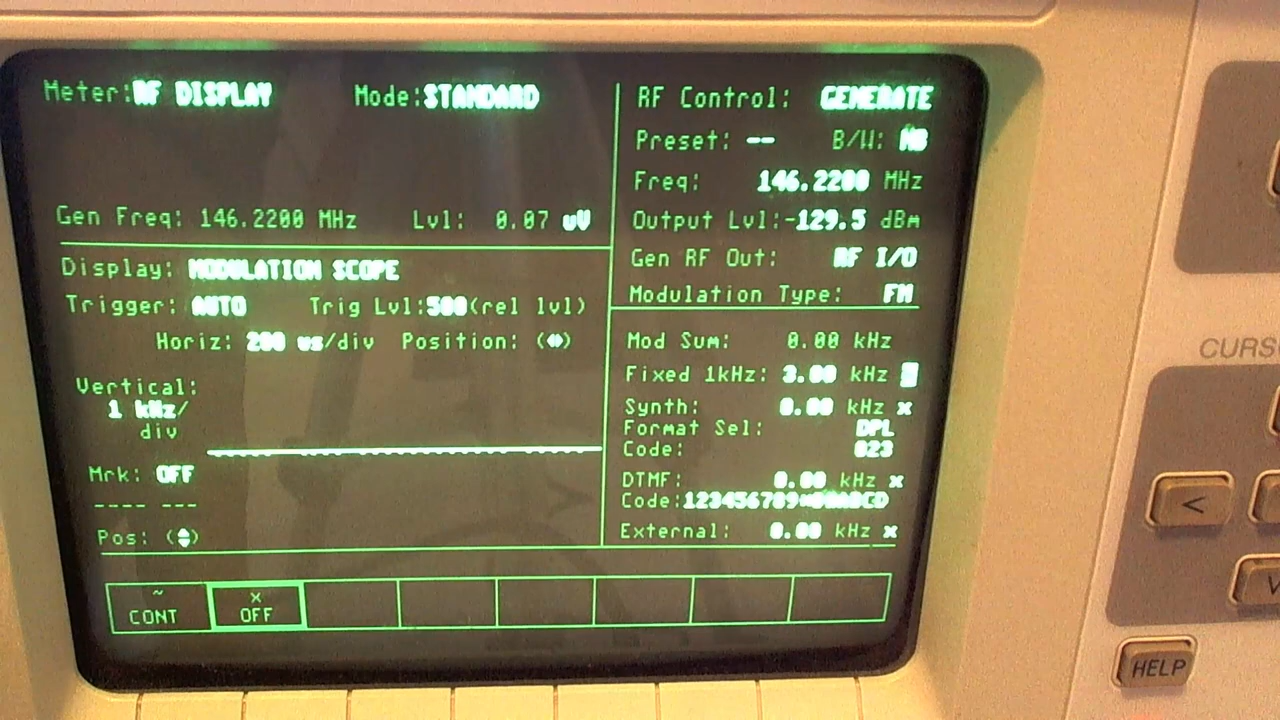 Meter: RF DISPLAY Mode: STANDARD
Gen Freq: 146.2200 MHz Lvl: 0.07 uV
Display: MODULATION SCOPE
Trigger: AUTO Trig Lvl: 500 (rel lvl)
Horiz: 200 us/div Position: (◂▸)
Vertical:
1 kHz/
div
Mrk: OFF
---- ---
Pos: (▴▾)
RF Control: GENERATE
Preset: -- B/W: NB
Freq: 146.2200 MHz
Output Lvl: -129.5 dBm
Gen RF Out: RF I/O
Modulation Type: FM
Mod Sum: 0.00 kHz
Fixed 1kHz: 3.00 kHz
Synth: 0.00 kHz x
Format Sel: DPL
Code: 023
DTMF: 0.00 kHz x
Code: 123456789*0#ABCD
External: 0.00 kHz x
~ x
CONT OFF
CURS
<
V
HELP